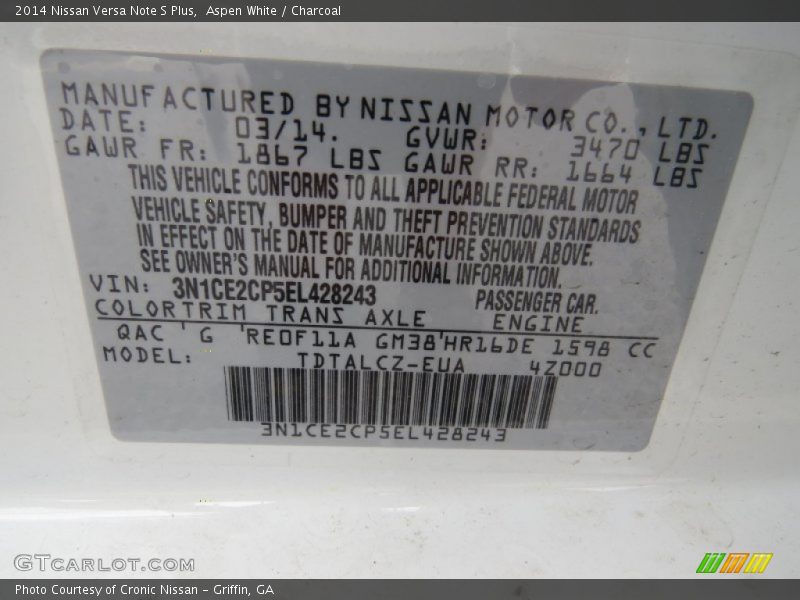 2014 Nissan Versa Note S Plus, Aspen White / Charcoal
MANUFACTURED BY NISSAN MOTOR CO., LTD.
DATE: 03/14. GVWR: 3470 LBS
GAWR FR: 1867 LBS GAWR RR: 1664 LBS
THIS VEHICLE CONFORMS TO ALL APPLICABLE FEDERAL MOTOR
VEHICLE SAFETY, BUMPER AND THEFT PREVENTION STANDARDS
IN EFFECT ON THE DATE OF MANUFACTURE SHOWN ABOVE.
SEE OWNER'S MANUAL FOR ADDITIONAL INFORMATION.
VIN: 3N1CE2CP5EL428243 PASSENGER CAR.
COLOR TRIM TRANS AXLE ENGINE
QAC G RE0F11A GM38 HR16DE 1598 CC
MODEL: TDTALCZ-EUA 4Z000
3N1CE2CP5EL428243
GTCARLOT.COM
Photo Courtesy of Cronic Nissan - Griffin, GA